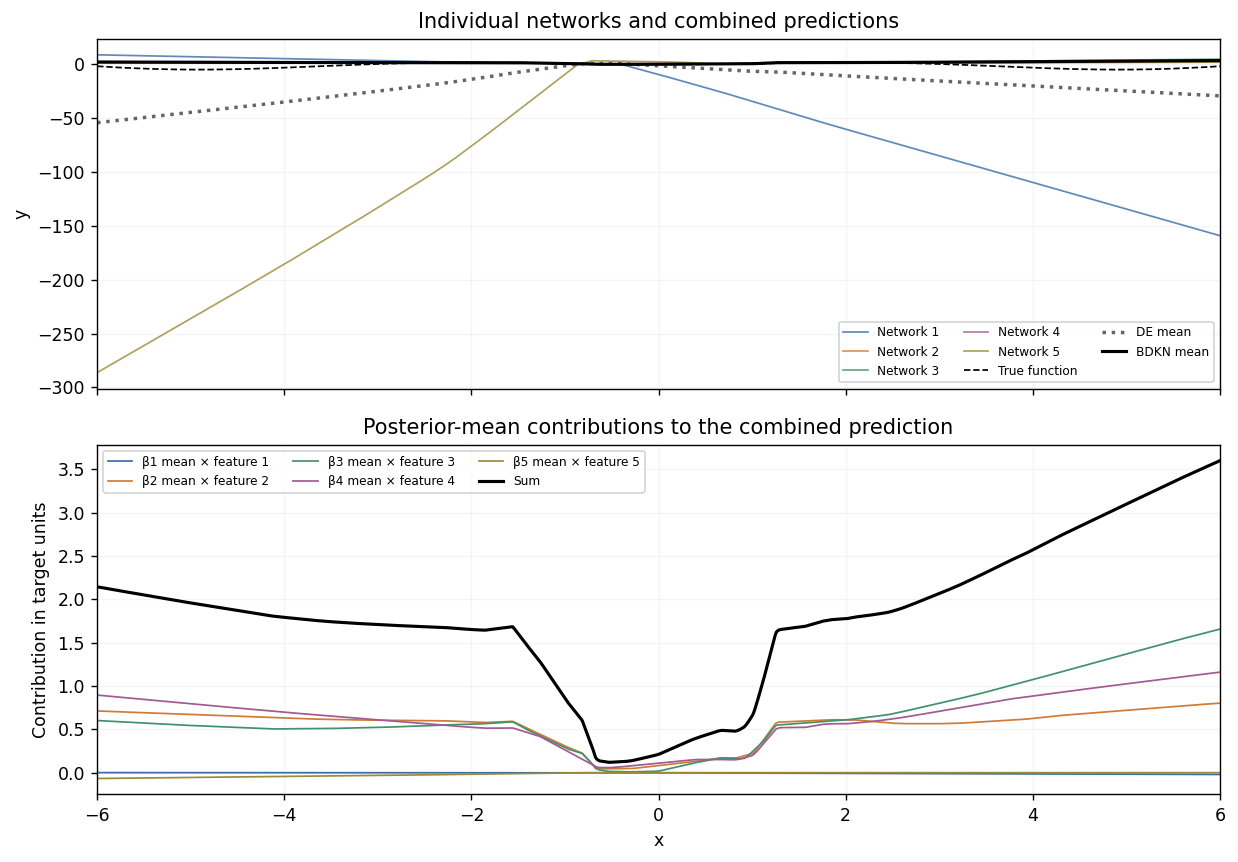 Individual networks and combined predictions
y
0
−50
−100
−150
−200
−250
−300
Network 1
Network 2
Network 3
Network 4
Network 5
True function
DE mean
BDKN mean
Posterior-mean contributions to the combined prediction
Contribution in target units
3.5
3.0
2.5
2.0
1.5
1.0
0.5
0.0
β1 mean × feature 1
β2 mean × feature 2
β3 mean × feature 3
β4 mean × feature 4
β5 mean × feature 5
Sum
−6
−4
−2
0
2
4
6
x